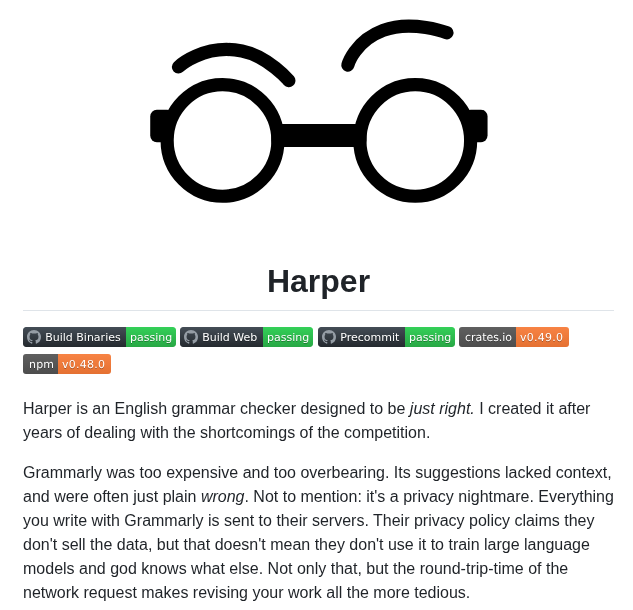 Harper
Build Binaries passing Build Web passing Precommit passing crates.io v0.49.0
npm v0.48.0
Harper is an English grammar checker designed to be just right. I created it after
years of dealing with the shortcomings of the competition.
Grammarly was too expensive and too overbearing. Its suggestions lacked context,
and were often just plain wrong. Not to mention: it's a privacy nightmare. Everything
you write with Grammarly is sent to their servers. Their privacy policy claims they
don't sell the data, but that doesn't mean they don't use it to train large language
models and god knows what else. Not only that, but the round-trip-time of the
network request makes revising your work all the more tedious.